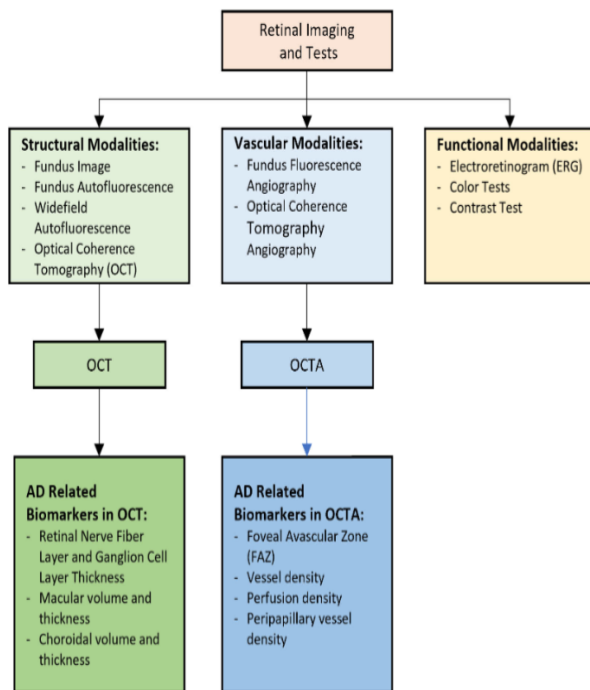 Retinal Imaging
and Tests
Structural Modalities:
- Fundus Image
- Fundus Autofluorescence
- Widefield
Autofluorescence
- Optical Coherence
Tomography (OCT)
Vascular Modalities:
- Fundus Fluorescence
Angiography
- Optical Coherence
Tomography
Angiography
Functional Modalities:
- Electroretinogram (ERG)
- Color Tests
- Contrast Test
OCT
OCTA
AD Related
Biomarkers in OCT:
- Retinal Nerve Fiber
Layer and Ganglion Cell
Layer Thickness
- Macular volume and
thickness
- Choroidal volume and
thickness
AD Related
Biomarkers in OCTA:
- Foveal Avascular Zone
(FAZ)
- Vessel density
- Perfusion density
- Peripapillary vessel
density